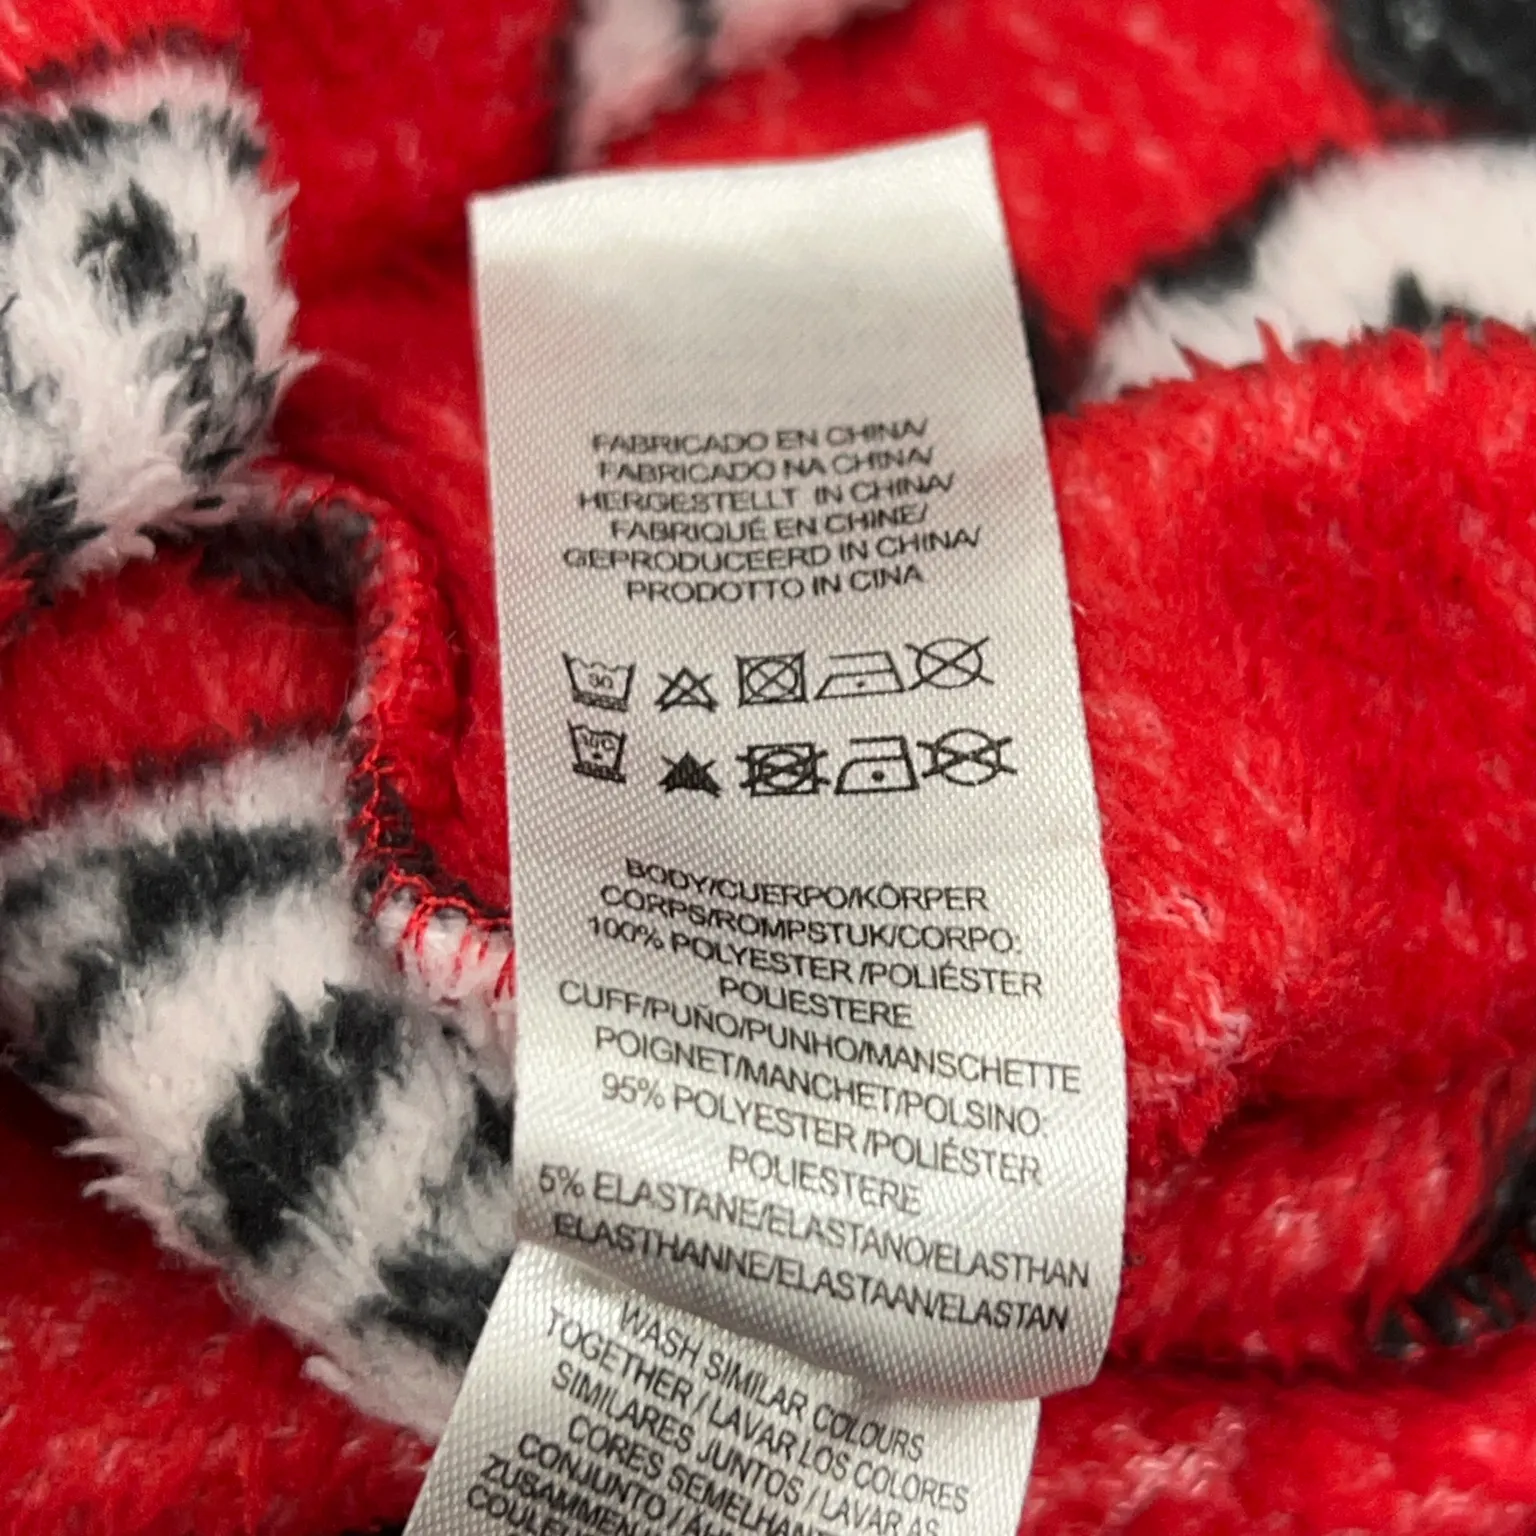 FABRICADO EN CHINA/
FABRICADO NA CHINA/
HERGESTELLT IN CHINA/
FABRIQUÉ EN CHINE/
GEPRODUCEERD IN CHINA/
PRODOTTO IN CINA
30
BODY/CUERPO/KÖRPER
CORPS/ROMPSTUK/CORPO:
100% POLYESTER /POLIÉSTER
POLIESTERE
CUFF/PUÑO/PUNHO/MANSCHETTE
POIGNET/MANCHET/POLSINO:
95% POLYESTER /POLIÉSTER
POLIESTERE
5% ELASTANE/ELASTANO/ELASTHAN
ELASTHANNE/ELASTAAN/ELASTAN
WASH SIMILAR COLOURS
TOGETHER / LAVAR LOS COLORES
SIMILARES JUNTOS / LAVAR AS
CORES SEMELHAN
CONJUNTO /
ZUSAMMEN